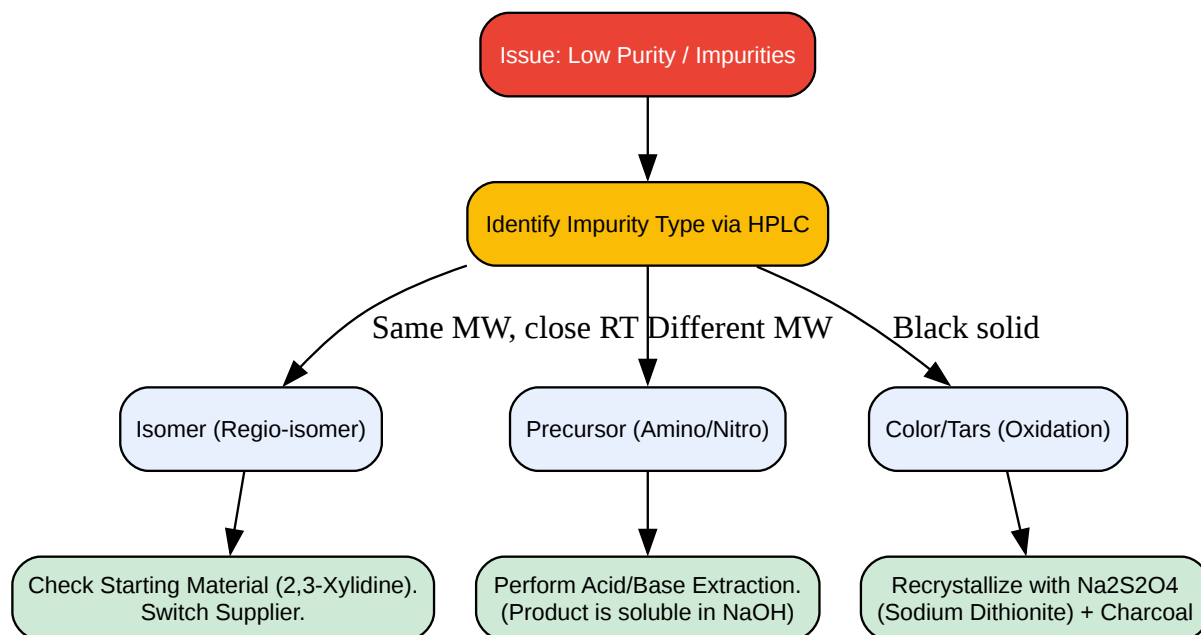 Issue: Low Purity / Impurities
Identify Impurity Type via HPLC
Same MW, close RT
Different MW
Black solid
Isomer (Regio-isomer)
Precursor (Amino/Nitro)
Color/Tars (Oxidation)
Check Starting Material (2,3-Xylidine).
Switch Supplier.
Perform Acid/Base Extraction.
(Product is soluble in NaOH)
Recrystallize with Na2S2O4
(Sodium Dithionite) + Charcoal